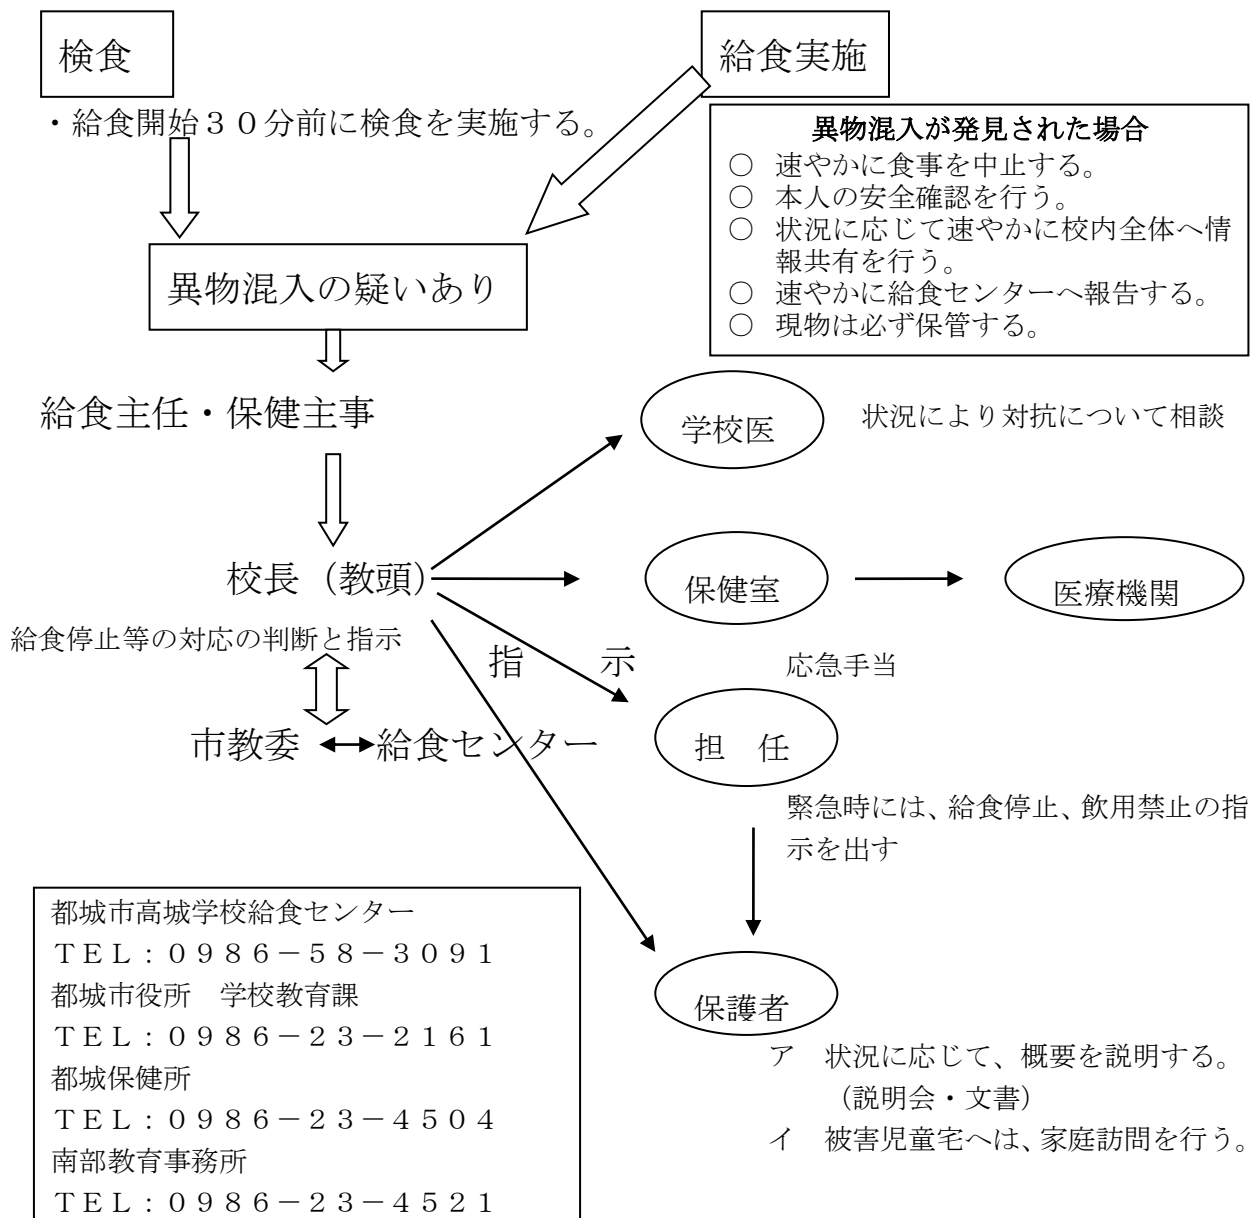 検食
給食実施
・給食開始３０分前に検食を実施する。
異物混入が発見された場合
○　速やかに食事を中止する。
○　本人の安全確認を行う。
○　状況に応じて速やかに校内全体へ情
報共有を行う。
○　速やかに給食センターへ報告する。
○　現物は必ず保管する。
異物混入の疑いあり
給食主任・保健主事
学校医
状況により対抗について相談
校長（教頭）
保健室
医療機関
給食停止等の対応の判断と指示
指　示
応急手当
市教委
給食センター
担　任
緊急時には、給食停止、飲用禁止の指
示を出す
都城市高城学校給食センター
ＴＥＬ：０９８６－５８－３０９１
都城市役所　学校教育課
ＴＥＬ：０９８６－２３－２１６１
都城保健所
ＴＥＬ：０９８６－２３－４５０４
南部教育事務所
ＴＥＬ：０９８６－２３－４５２１
保護者
ア　状況に応じて、概要を説明する。
（説明会・文書）
イ　被害児童宅へは、家庭訪問を行う。